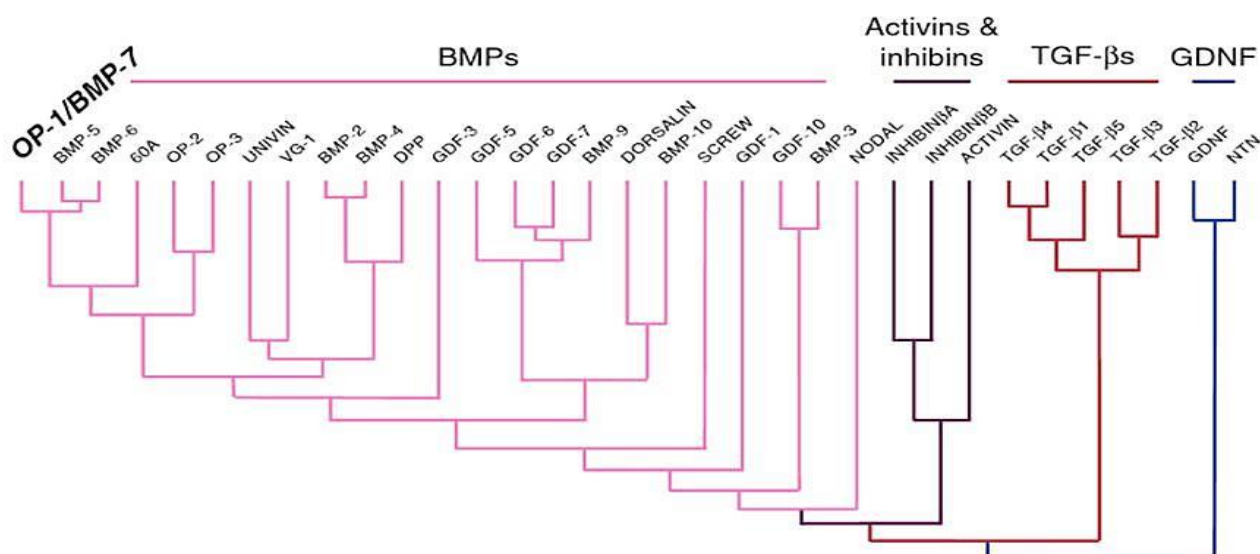 Activins &
BMPs inhibins TGF-βs GDNF
OP-1/BMP-7
BMP-5
BMP-6
60A
OP-2
OP-3
UNIVIN
VG-1
BMP-2
BMP-4
DPP
GDF-3
GDF-5
GDF-6
GDF-7
BMP-9
DORSALIN
BMP-10
SCREW
GDF-1
GDF-10
BMP-3
NODAL
INHIBINβA
INHIBINβB
ACTIVIN
TGF-β4
TGF-β1
TGF-β5
TGF-β3
TGF-β2
GDNF
NTN